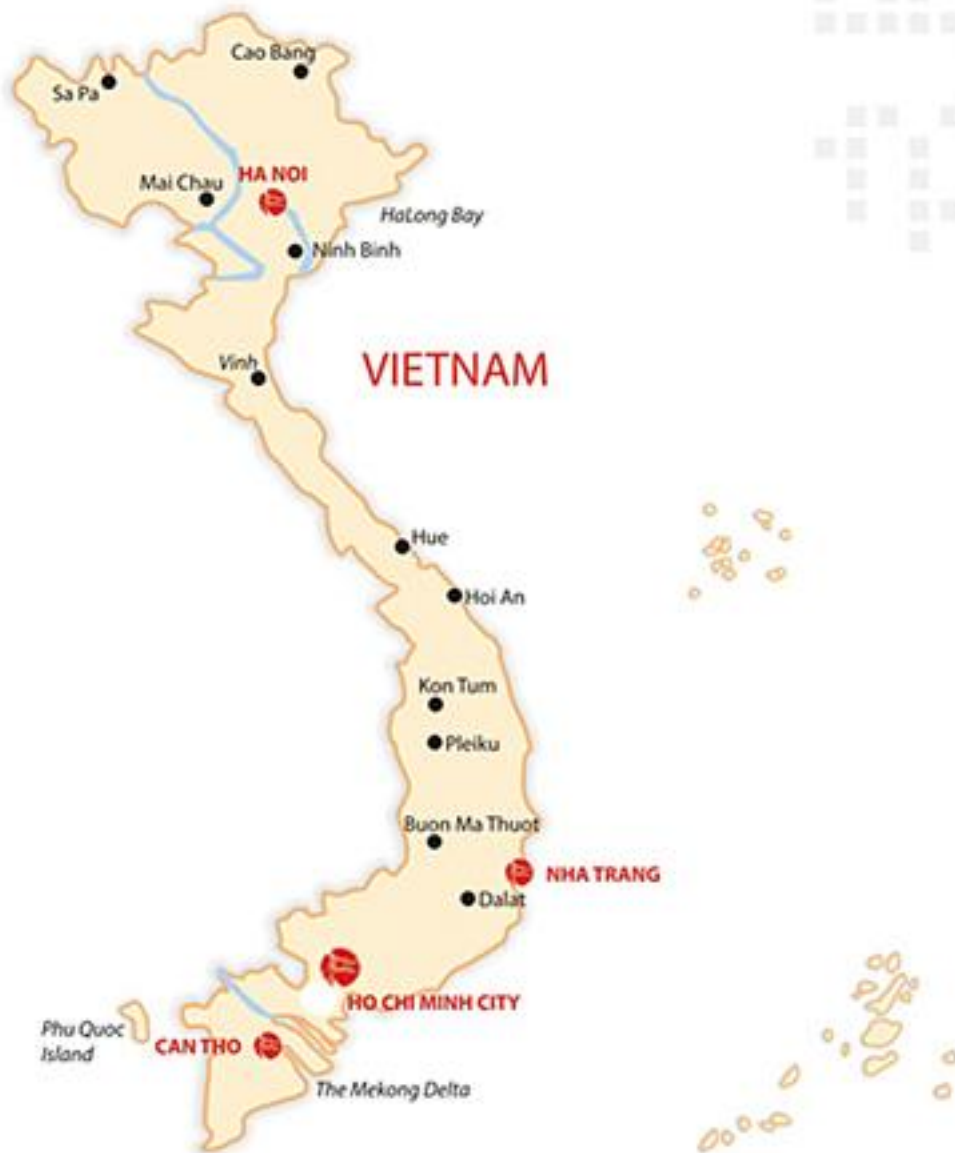 Cao Bang
Sa Pa
HA NOI
Mai Chau
HaLong Bay
Ninh Binh
Vinh
VIETNAM
Hue
Hoi An
Kon Tum
Pleiku
Buon Ma Thuot
NHA TRANG
Dalat
HO CHI MINH CITY
Phu Quoc
Island
CAN THO
The Mekong Delta